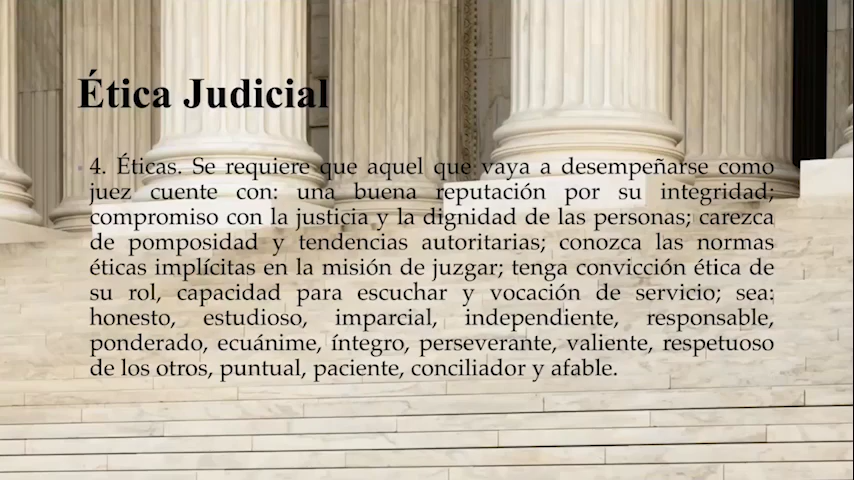 Ética Judicial
4. Éticas. Se requiere que aquel que vaya a desempeñarse como
juez cuente con: una buena reputación por su integridad;
compromiso con la justicia y la dignidad de las personas; carezca
de pomposidad y tendencias autoritarias; conozca las normas
éticas implícitas en la misión de juzgar; tenga convicción ética de
su rol, capacidad para escuchar y vocación de servicio; sea:
honesto, estudioso, imparcial, independiente, responsable,
ponderado, ecuánime, íntegro, perseverante, valiente, respetuoso
de los otros, puntual, paciente, conciliador y afable.